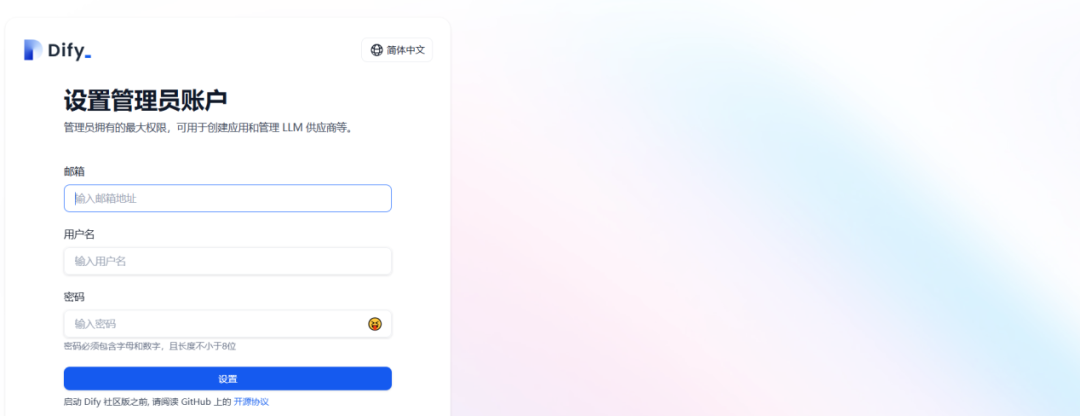 Dify_
简体中文
设置管理员账户
管理员拥有的最大权限，可用于创建应用和管理 LLM 供应商等。
邮箱
输入邮箱地址
用户名
输入用户名
密码
输入密码
密码必须包含字母和数字，且长度不小于8位
设置
启动 Dify 社区版之前, 请阅读 GitHub 上的 开源协议